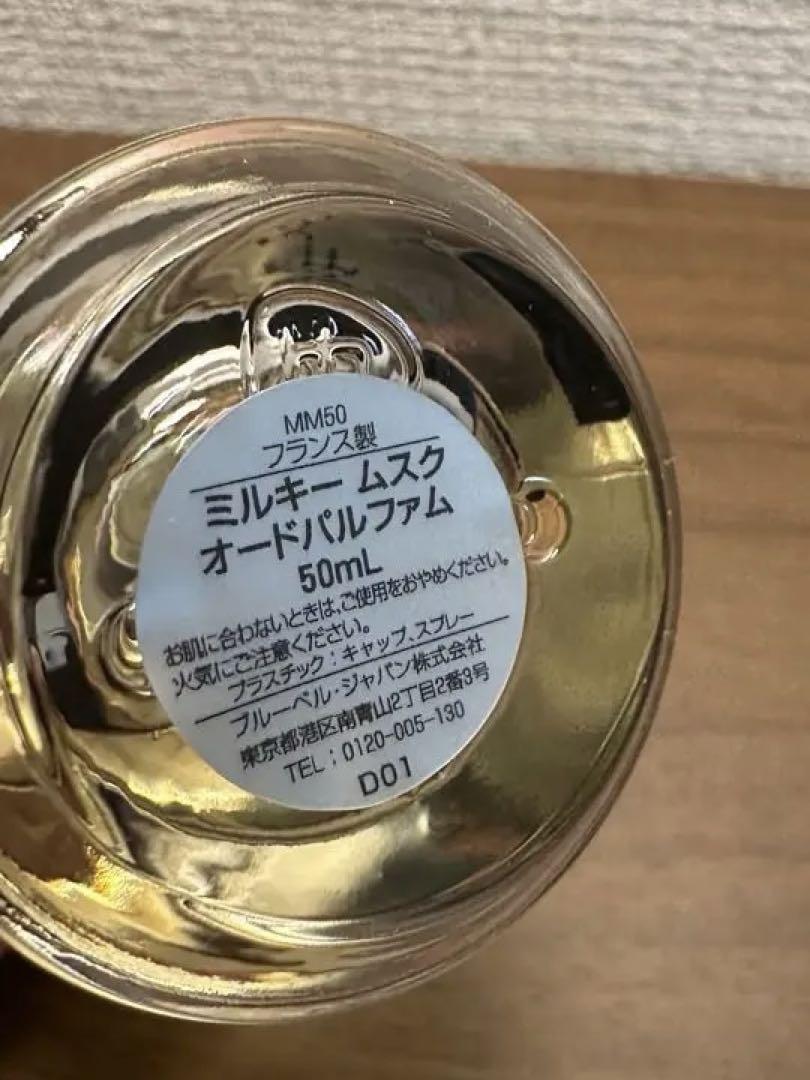 MM50
フランス製
ミルキー ムスク
オードパルファム
50mL
お肌に合わないときは、ご使用をおやめください。
火気にご注意ください。
プラスチック：キャップ、スプレー
ブルーベル・ジャパン株式会社
東京都港区南青山2丁目2番3号
TEL：0120-005-130
D01